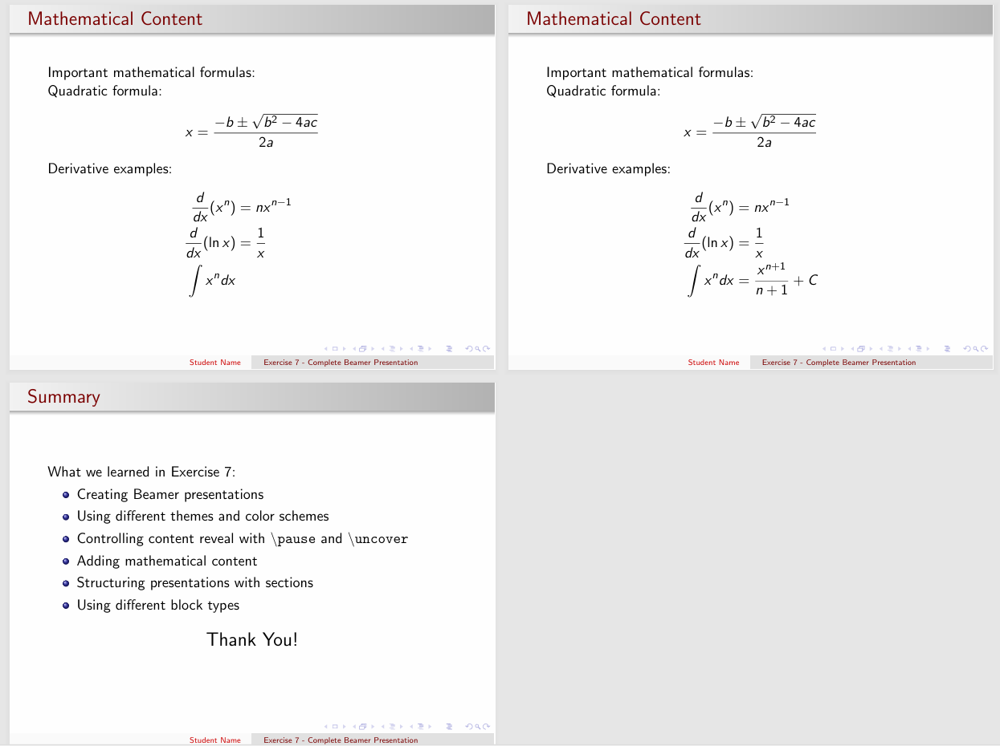 Mathematical Content
Important mathematical formulas:
Quadratic formula:
x = \frac{-b \pm \sqrt{b^2 - 4ac}}{2a}
Derivative examples:
\frac{d}{dx}(x^n) = nx^{n-1}
\frac{d}{dx}(\ln x) = \frac{1}{x}
\int x^n dx
Student Name Exercise 7 - Complete Beamer Presentation
Mathematical Content
Important mathematical formulas:
Quadratic formula:
x = \frac{-b \pm \sqrt{b^2 - 4ac}}{2a}
Derivative examples:
\frac{d}{dx}(x^n) = nx^{n-1}
\frac{d}{dx}(\ln x) = \frac{1}{x}
\int x^n dx = \frac{x^{n+1}}{n+1} + C
Student Name Exercise 7 - Complete Beamer Presentation
Summary
What we learned in Exercise 7:
Creating Beamer presentations
Using different themes and color schemes
Controlling content reveal with \pause and \uncover
Adding mathematical content
Structuring presentations with sections
Using different block types
Thank You!
Student Name Exercise 7 - Complete Beamer Presentation